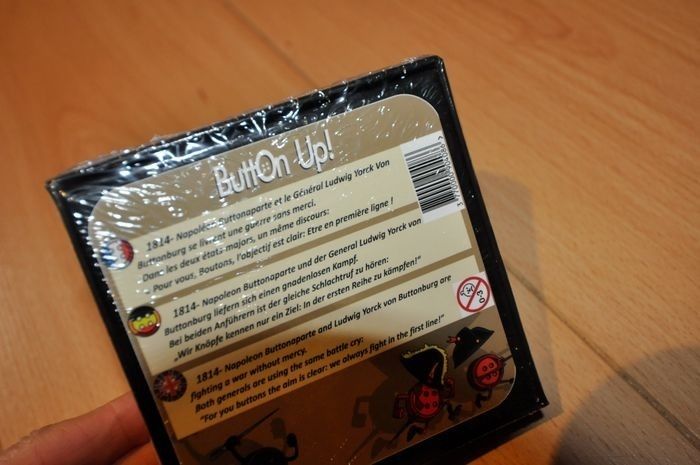 ButtOn Up!
1814- Napoléon Buttonaparte et le Général Ludwig Yorck Von
Buttonburg se livrent une guerre sans merci.
Dans les deux états-majors, un même discours:
Pour vous, Boutons, l'objectif est clair: Etre en première ligne !
1814- Napoleon Buttonaparte und der General Ludwig Yorck von
Buttonburg liefern sich einen gnadenlosen Kampf.
Bei beiden Anführern ist der gleiche Schlachtruf zu hören:
„Wir Knöpfe kennen nur ein Ziel: In der ersten Reihe zu kämpfen!"
1814- Napoleon Buttonaparte and Ludwig Yorck von Buttonburg are
fighting a war without mercy.
Both generals are using the same battle cry:
"For you buttons the aim is clear: we always fight in the first line!"
0-3